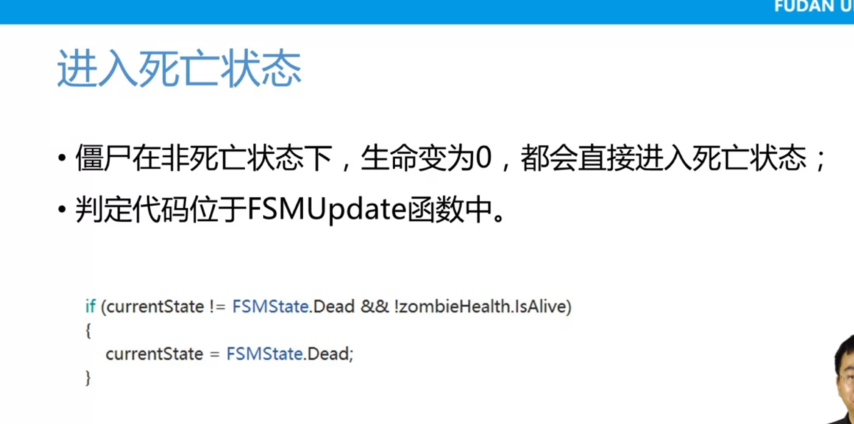 FUDAN U
进入死亡状态
• 僵尸在非死亡状态下，生命变为0，都会直接进入死亡状态；
• 判定代码位于FSMUpdate函数中。
if (currentState != FSMState.Dead && !zombieHealth.IsAlive)
{
currentState = FSMState.Dead;
}